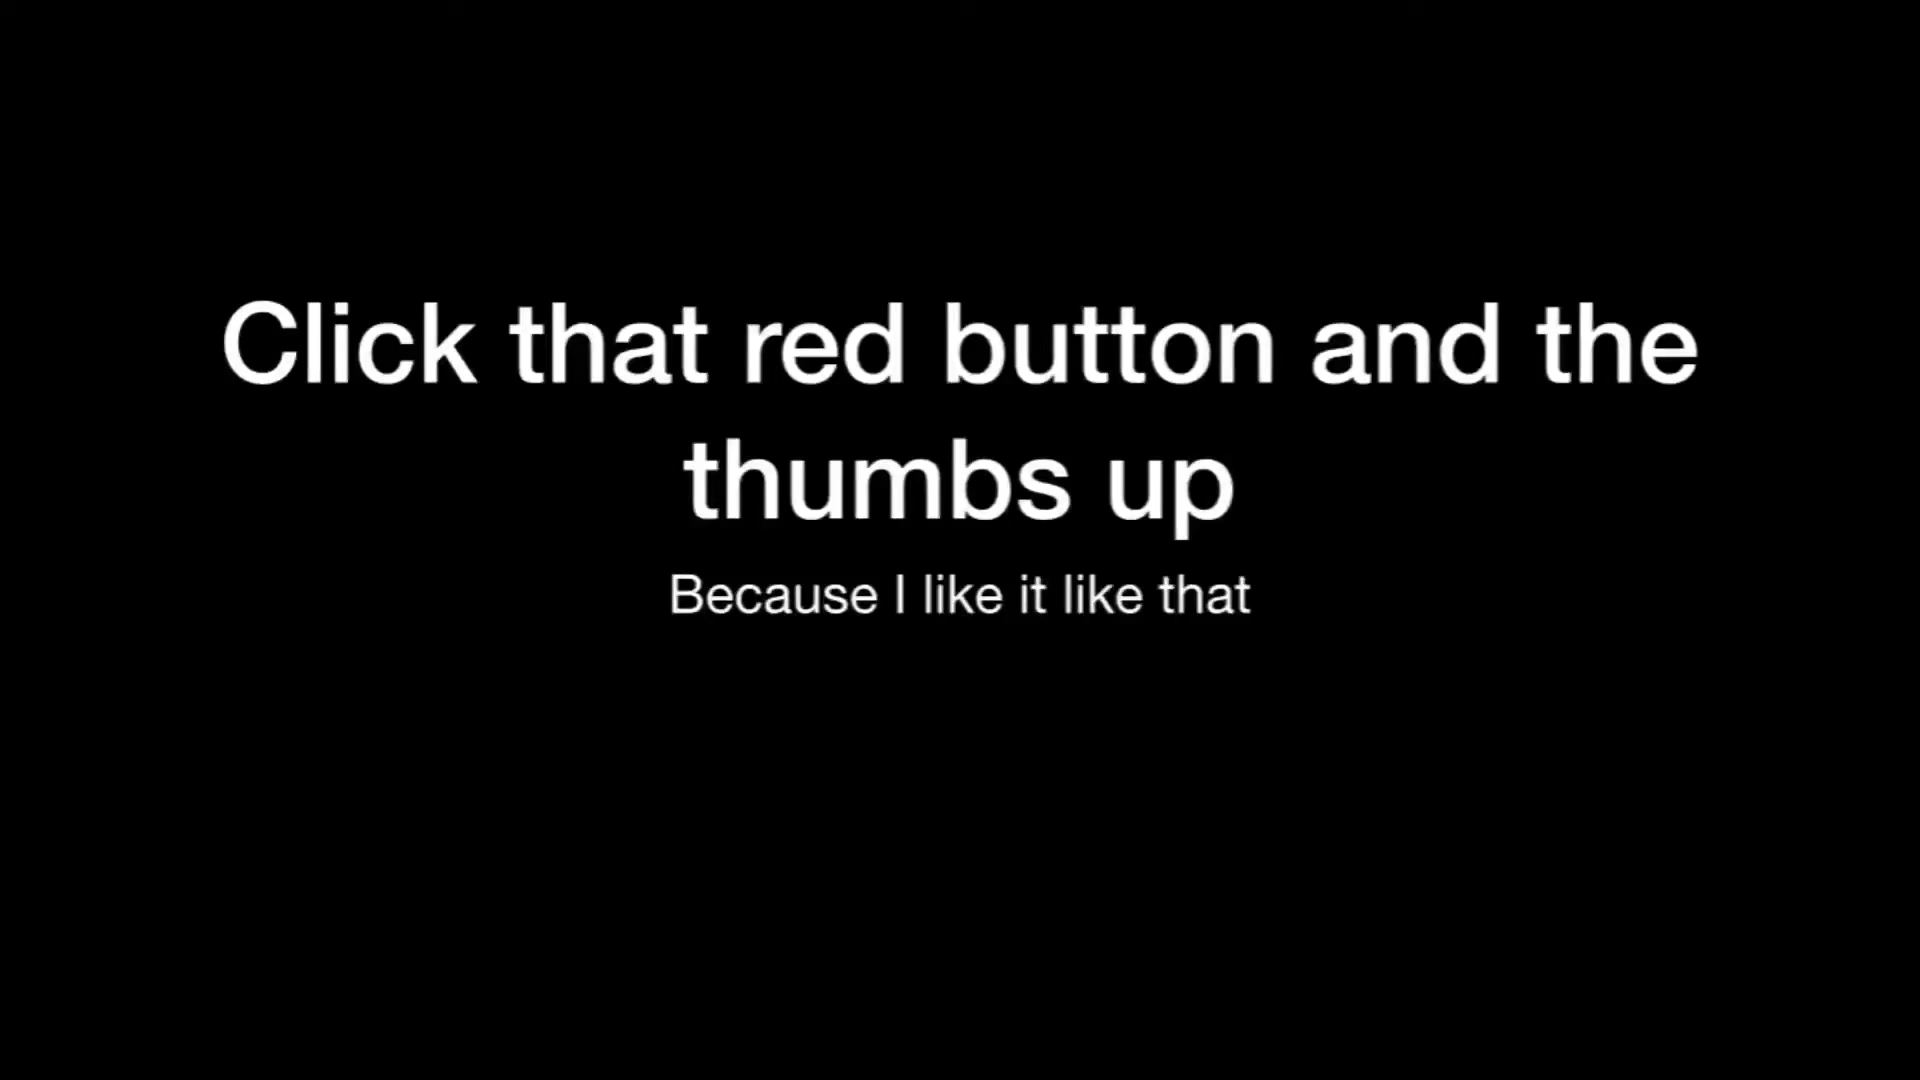 Click that red button and the
thumbs up
Because I like it like that